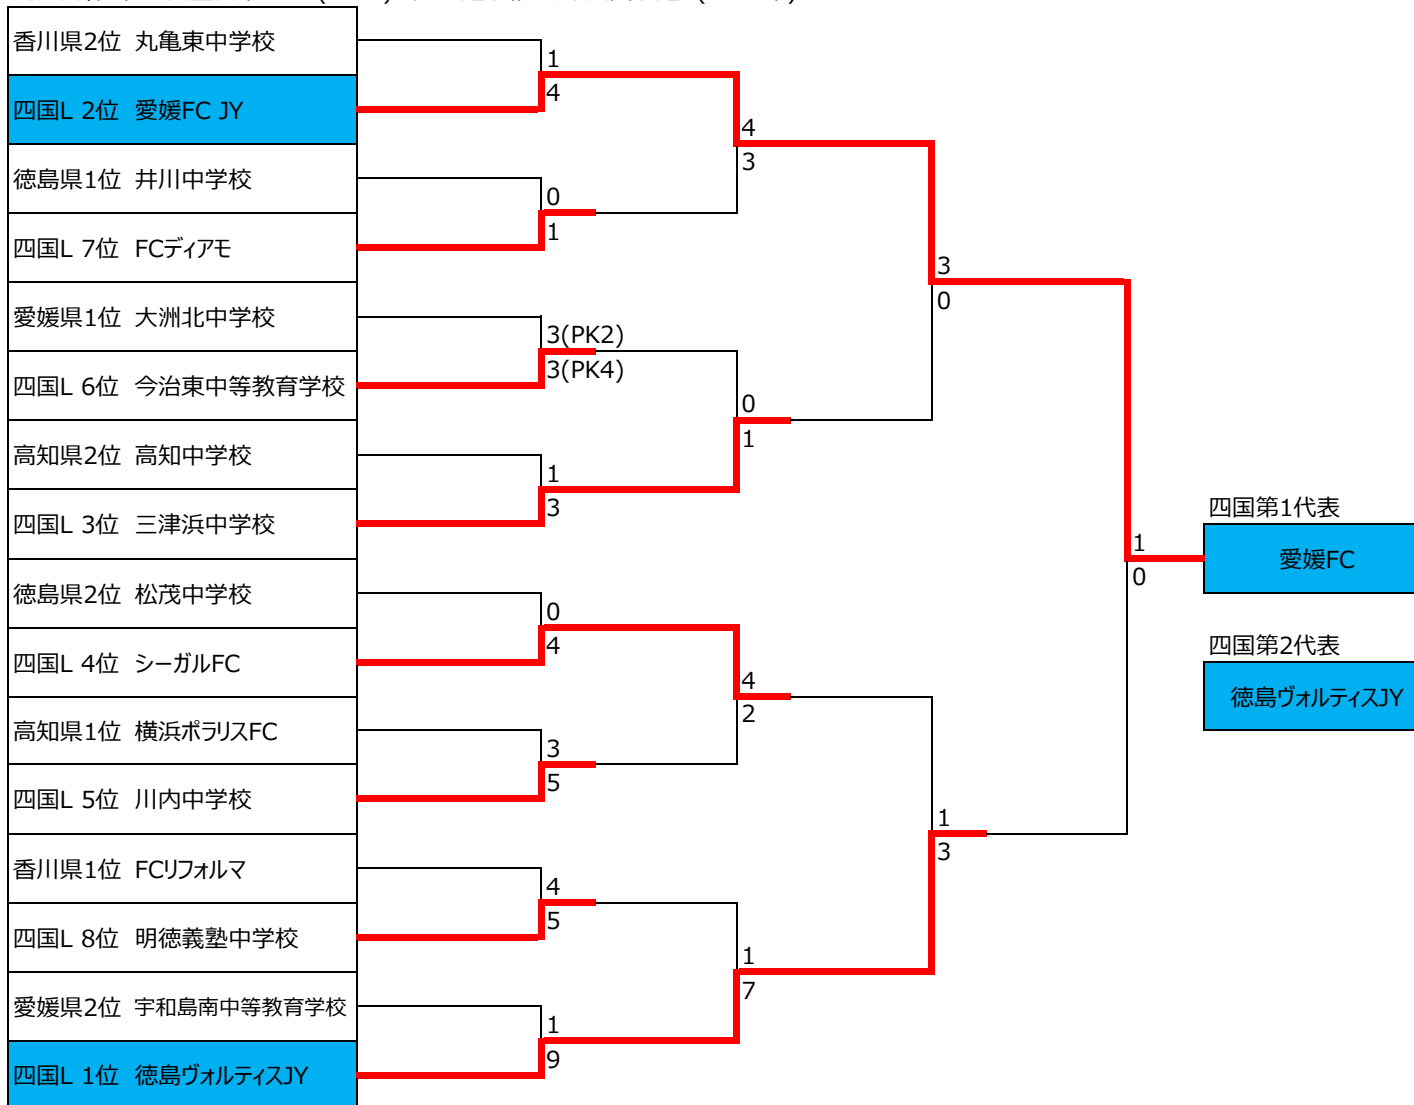 香川県2位 丸亀東中学校
四国L 2位 愛媛FC JY
徳島県1位 井川中学校
四国L 7位 FCディアモ
愛媛県1位 大洲北中学校
四国L 6位 今治東中等教育学校
高知県2位 高知中学校
四国L 3位 三津浜中学校
徳島県2位 松茂中学校
四国L 4位 シーガルFC
高知県1位 横浜ポラリスFC
四国L 5位 川内中学校
香川県1位 FCリフォルマ
四国L 8位 明徳義塾中学校
愛媛県2位 宇和島南中等教育学校
四国L 1位 徳島ヴォルティスJY
1
4
0
1
3(PK2)
3(PK4)
1
3
0
4
3
5
4
5
1
9
4
3
0
1
4
2
1
7
3
0
1
3
1
0
四国第1代表
愛媛FC
四国第2代表
徳島ヴォルティスJY